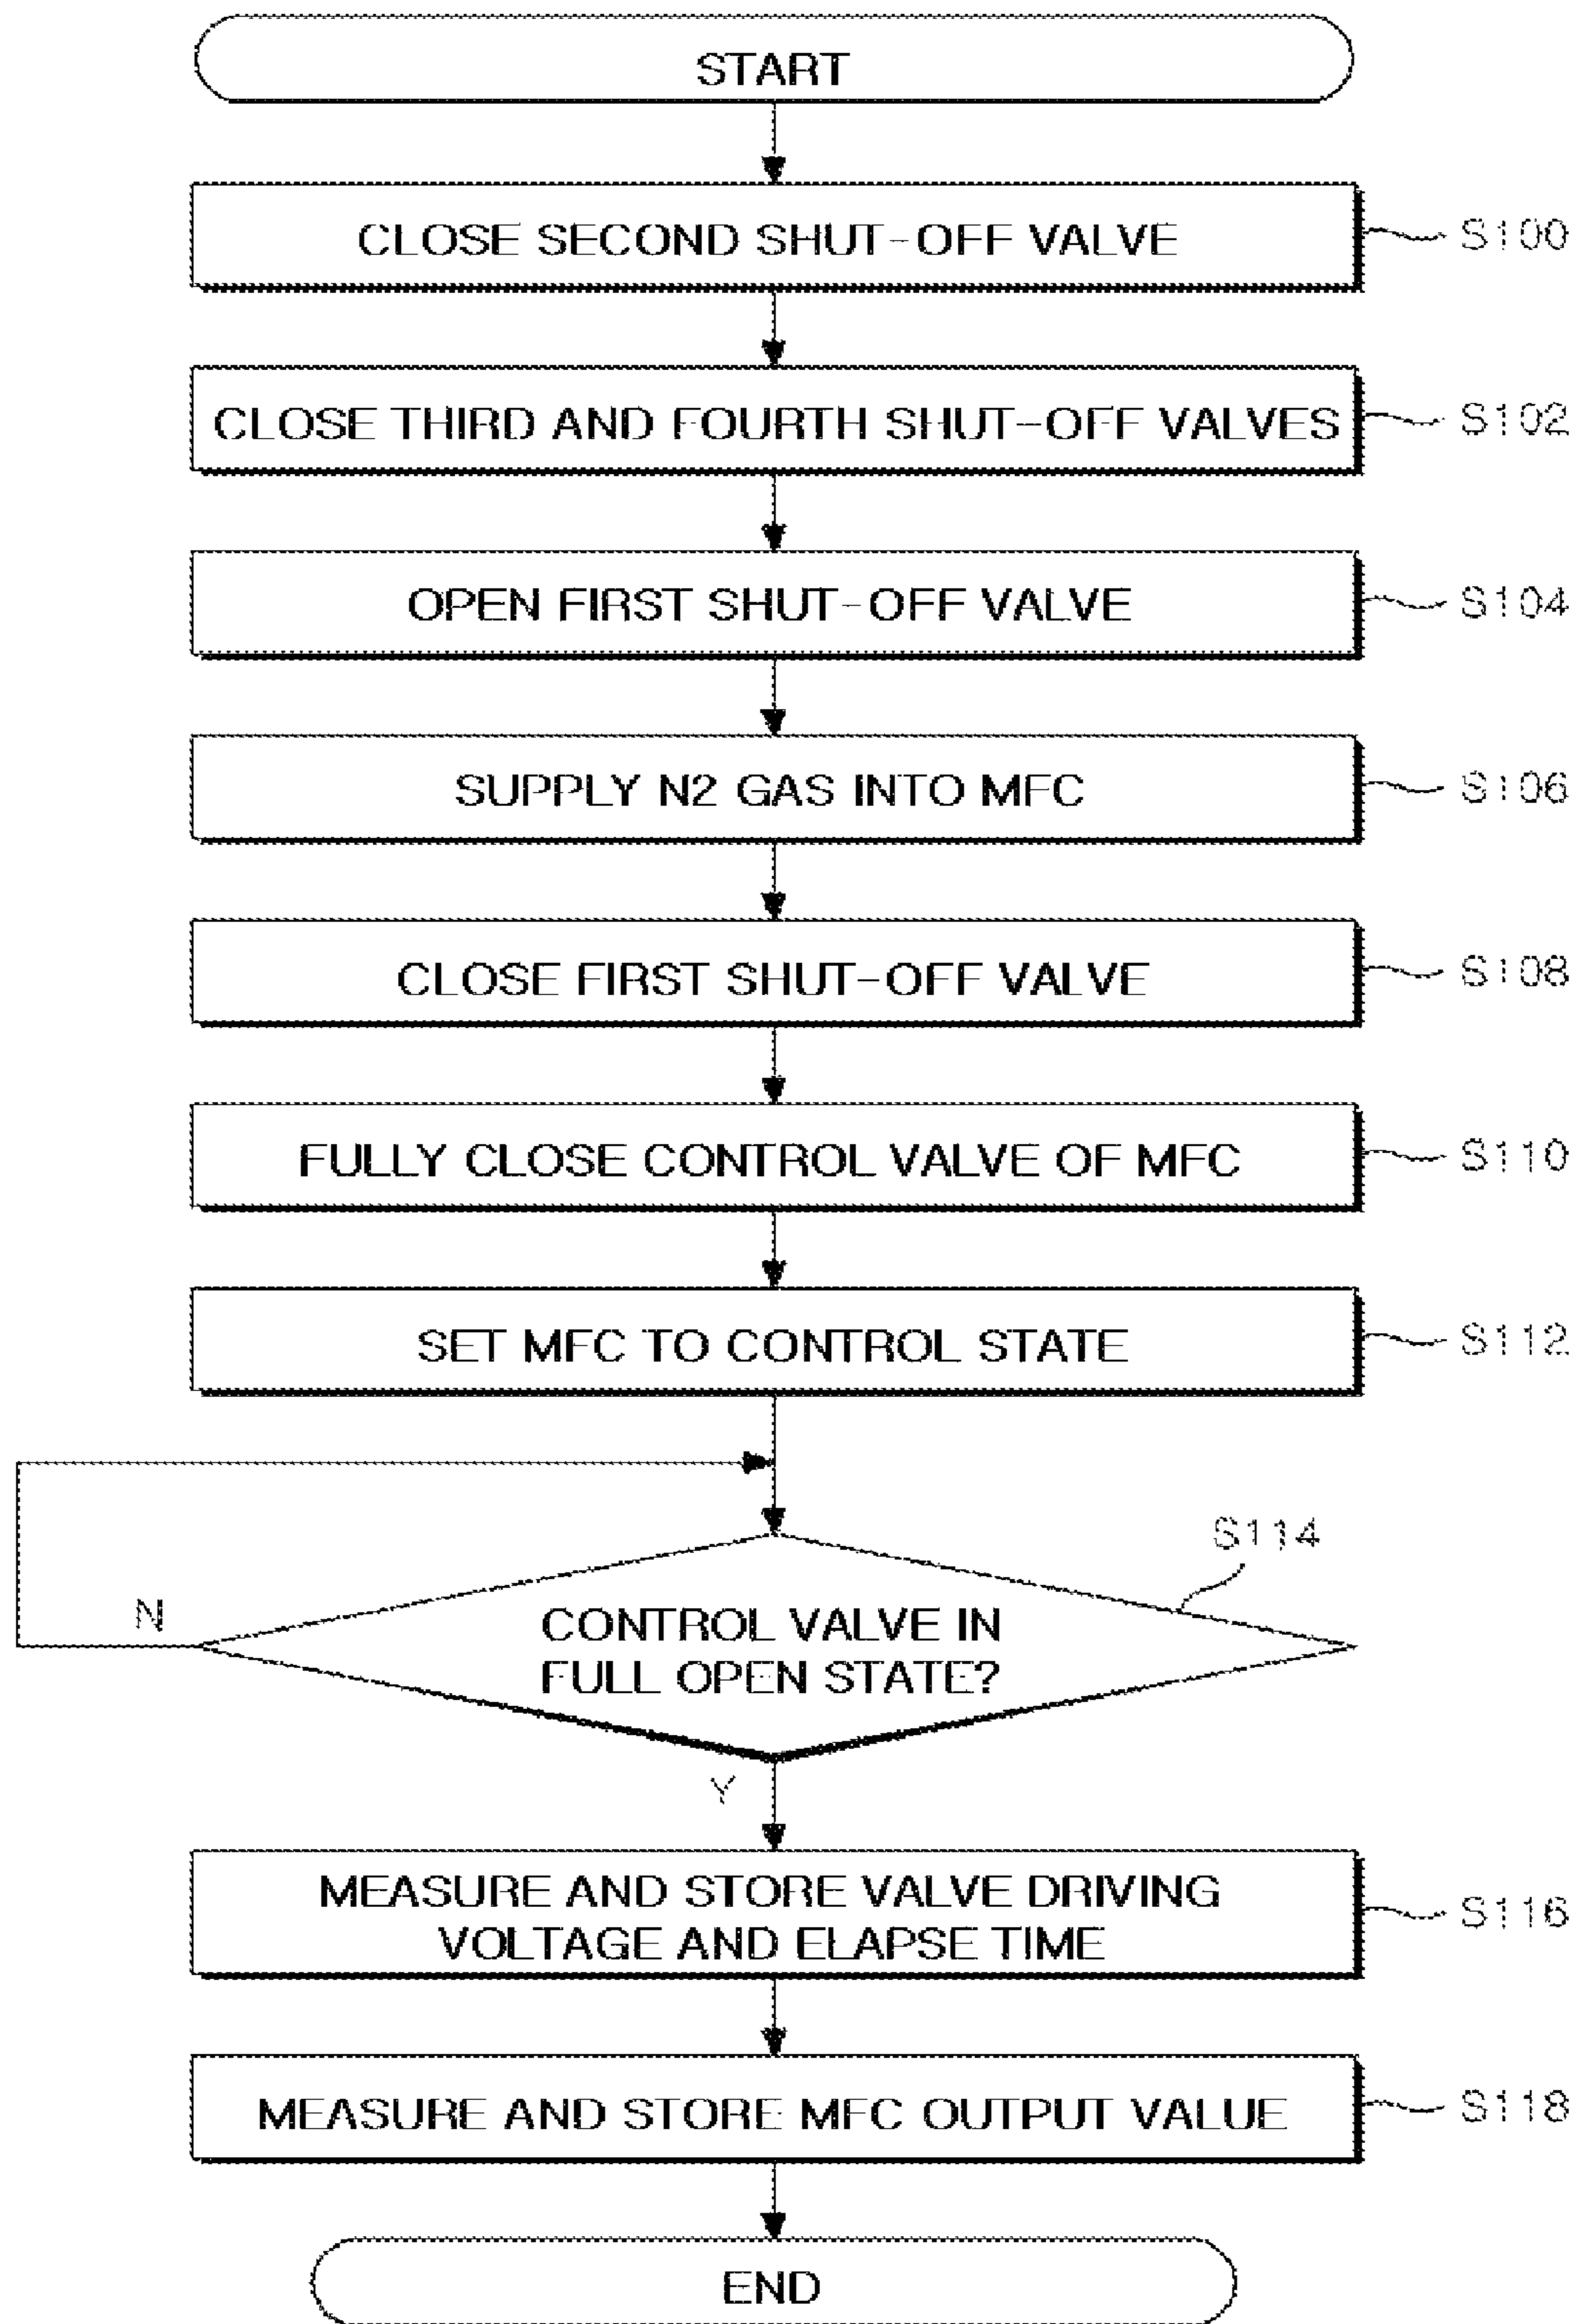 START
CLOSE SECOND SHUT-OFF VALVE
S100
CLOSE THIRD AND FOURTH SHUT-OFF VALVES
S102
OPEN FIRST SHUT-OFF VALVE
S104
SUPPLY N2 GAS INTO MFC
S106
CLOSE FIRST SHUT-OFF VALVE
S108
FULLY CLOSE CONTROL VALVE OF MFC
S110
SET MFC TO CONTROL STATE
S112
S114
N
CONTROL VALVE IN
FULL OPEN STATE?
Y
MEASURE AND STORE VALVE DRIVING
VOLTAGE AND ELAPSE TIME
S116
MEASURE AND STORE MFC OUTPUT VALUE
S118
END